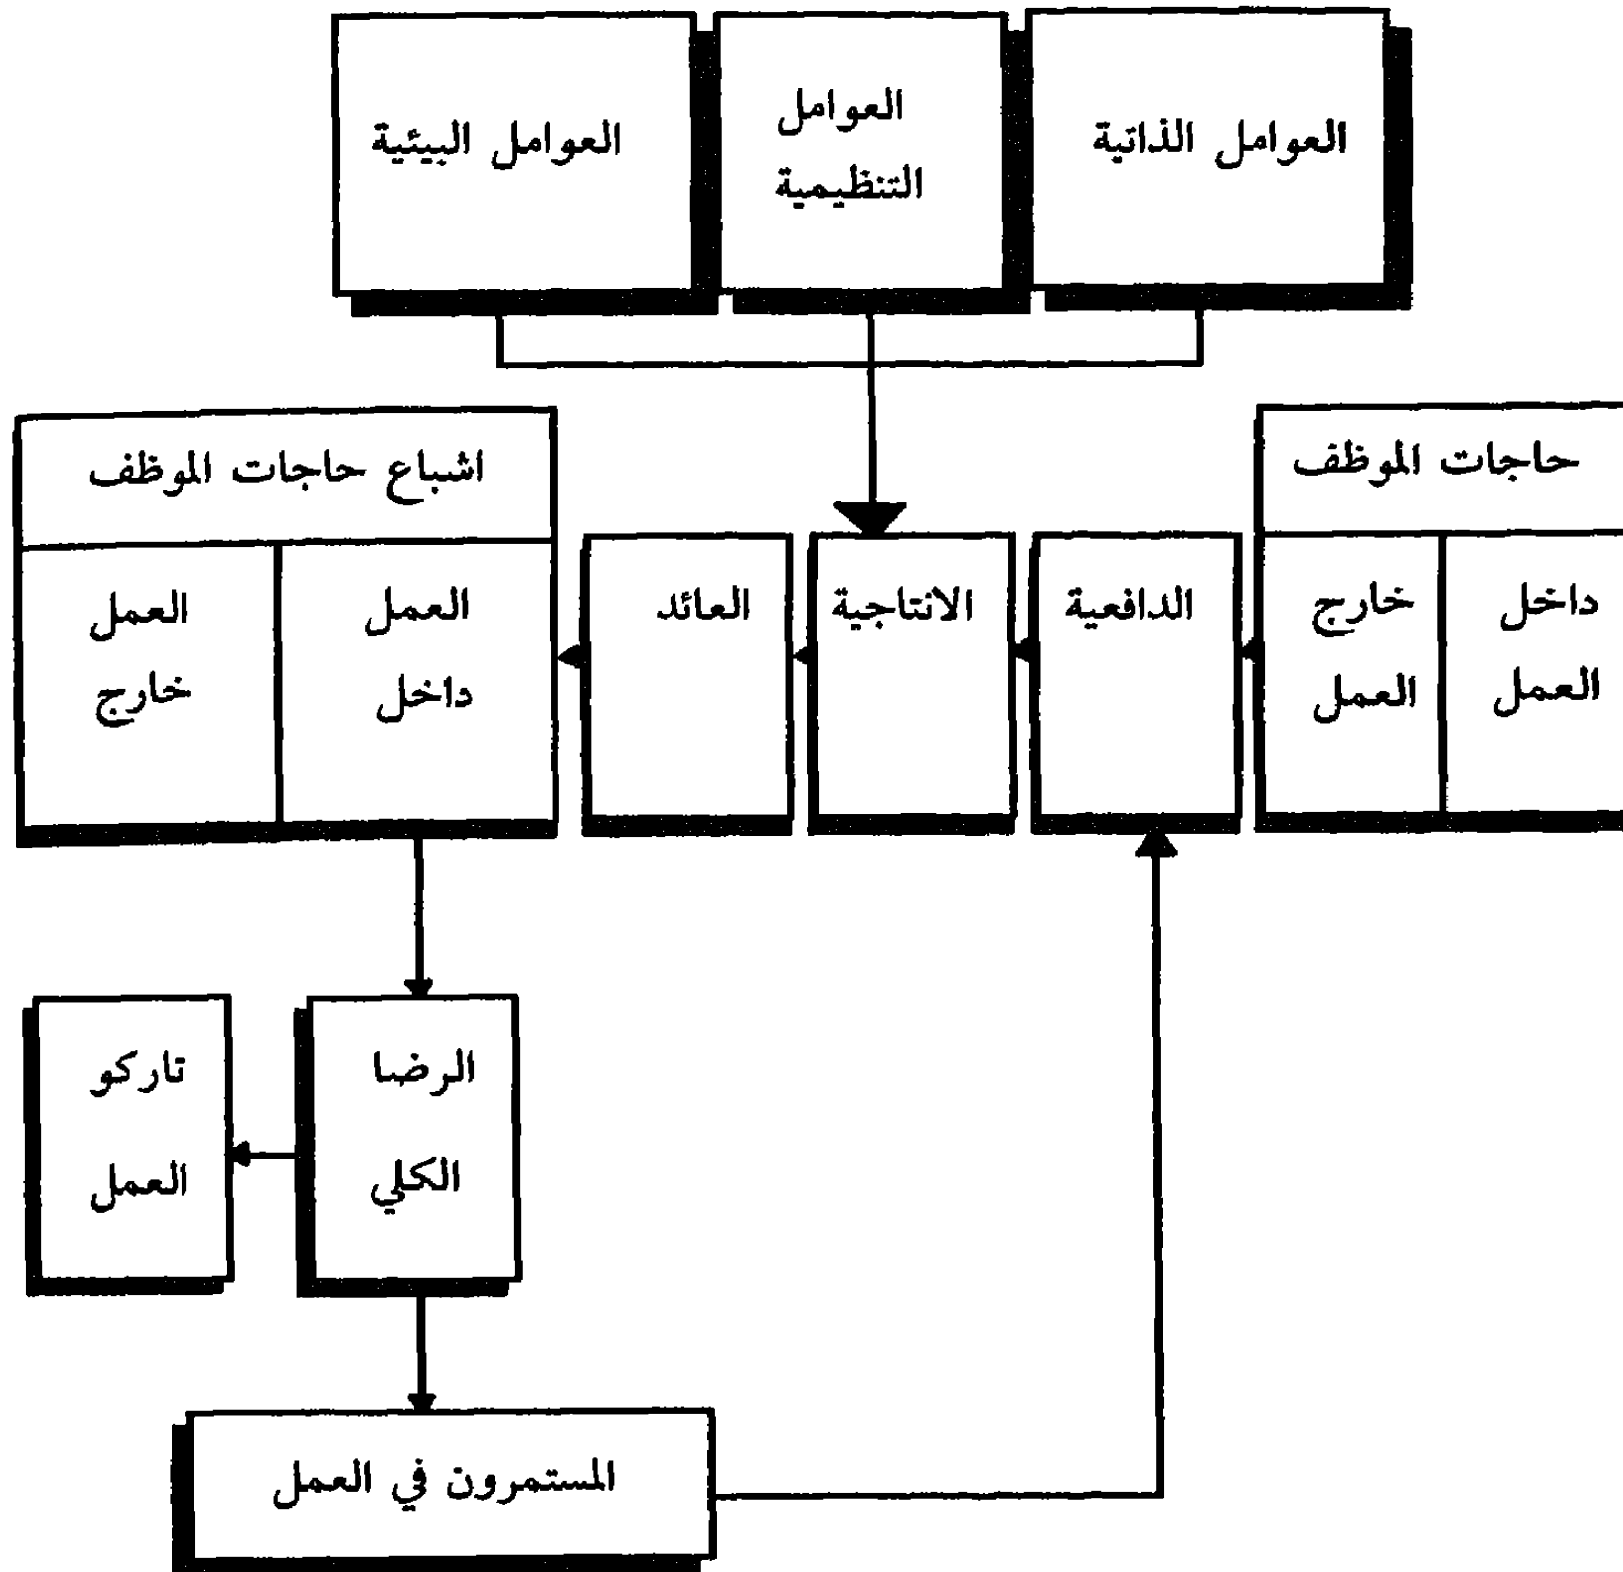 العوامل الذاتية
العوامل
التنظيمية
العوامل البيئية
حاجات الموظف
داخل
العمل
خارج
العمل
الدافعية
الانتاجية
العائد
اشباع حاجات الموظف
العمل
داخل
العمل
خارج
الرضا
الكلي
تاركو
العمل
المستمرون في العمل